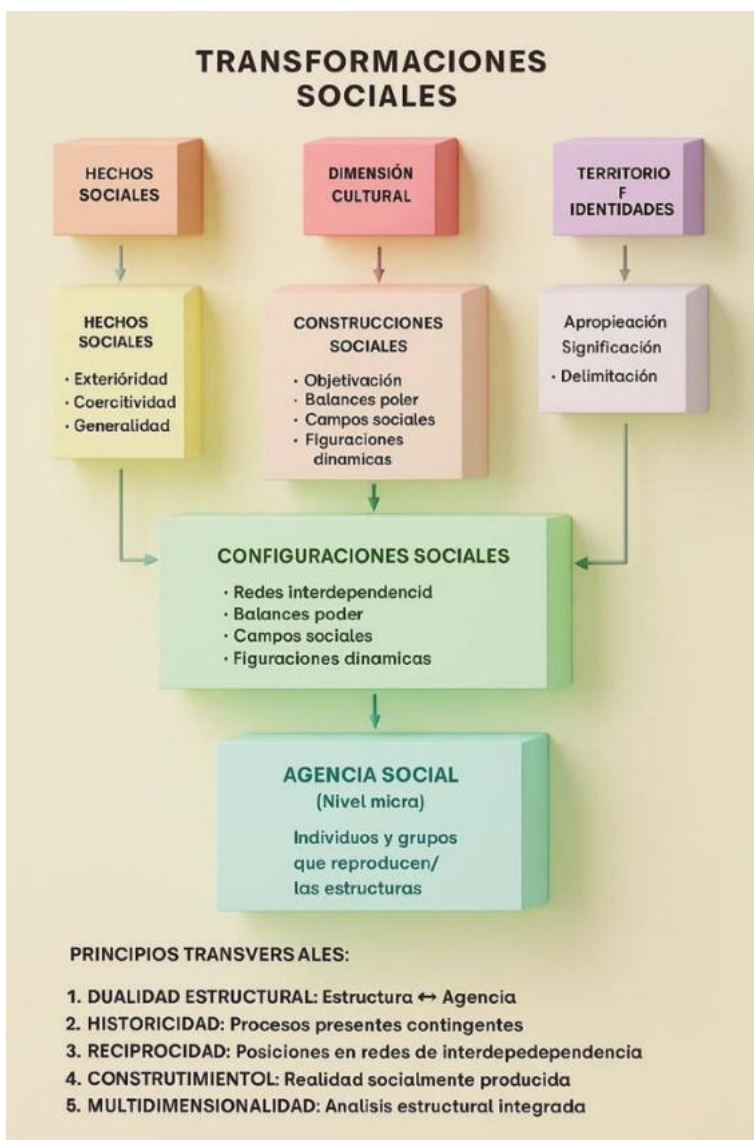 TRANSFORMACIONES
SOCIALES
HECHOS
SOCIALES
DIMENSIÓN
CULTURAL
TERRITORIO
F
IDENTIDADES
HECHOS
SOCIALES
· Exterióridad
· Coercitividad
· Generalidad
CONSTRUCCIONES
SOCIALES
· Objetivación
· Balances poler
· Campos sociales
· Figuraciones
dinamicas
Apropieación
Significación
· Delimitación
CONFIGURACIONES SOCIALES
· Redes interdependencid
· Balances poder
· Campos sociales
· Figuraciones dinamicas
AGENCIA SOCIAL
(Nivel micra)
Individuos y grupos
que reproducen/
las estructuras
PRINCIPIOS TRANSVERSALES:
1. DUALIDAD ESTRUCTURAL: Estructura ↔ Agencia
2. HISTORICIDAD: Procesos presentes contingentes
3. RECIPROCIDAD: Posiciones en redes de interdepedependencia
4. CONSTRUTIMIENTOL: Realidad socialmente producida
5. MULTIDIMENSIONALIDAD: Analisis estructural integrada